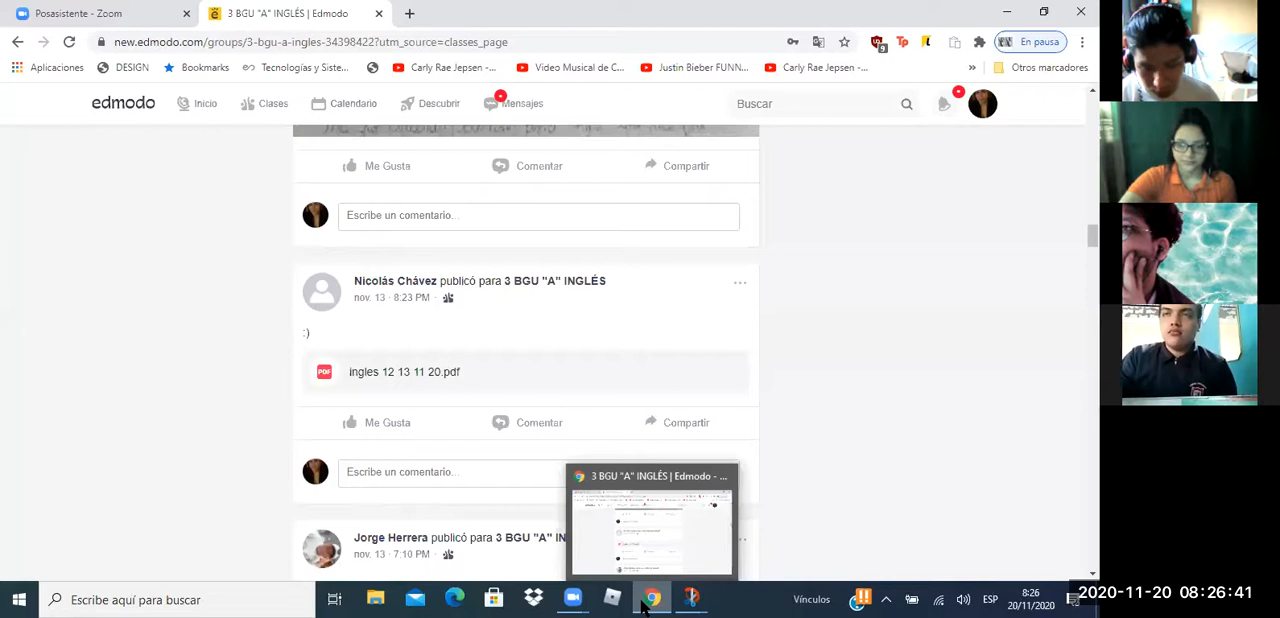 Posasistente - Zoom
3 BGU "A" INGLÉS | Edmodo
new.edmodo.com/groups/3-bgu-a-ingles-34398422?utm_source=classes_page
9
Tp
En pausa
Aplicaciones
DESIGN
Bookmarks
Tecnologías y Siste...
Carly Rae Jepsen -...
Video Musical de C...
Justin Bieber FUNN...
Carly Rae Jepsen -...
»
Otros marcadores
edmodo
Inicio
Clases
Calendario
Descubrir
Mensajes
Buscar
Me Gusta
Comentar
Compartir
Escribe un comentario...
Nicolás Chávez publicó para 3 BGU "A" INGLÉS
nov. 13 · 8:23 PM ·
:)
PDF
ingles 12 13 11 20.pdf
Me Gusta
Comentar
Compartir
Escribe un comentario...
3 BGU "A" INGLÉS | Edmodo - ...
Jorge Herrera publicó para 3 BGU "A" IN
nov. 13 · 7:10 PM ·
Escribe aquí para buscar
Vínculos
ESP
8:26
20/11/2020
2020-11-20 08:26:41